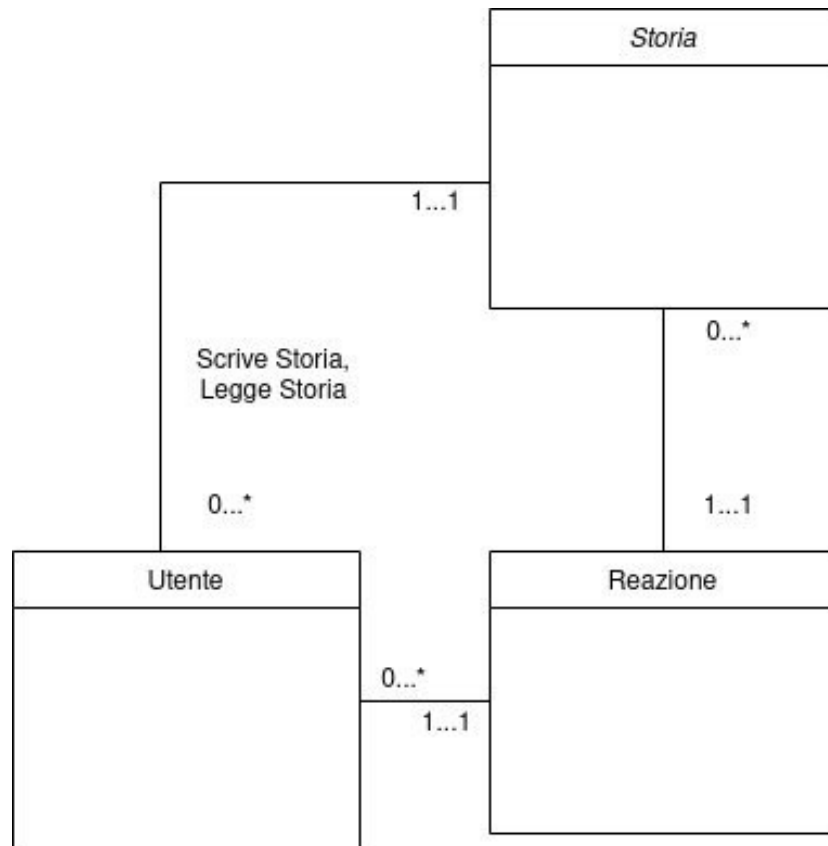 Storia
1...1
0...*
Scrive Storia,
Legge Storia
0...*
1...1
Utente
Reazione
0...*
1...1